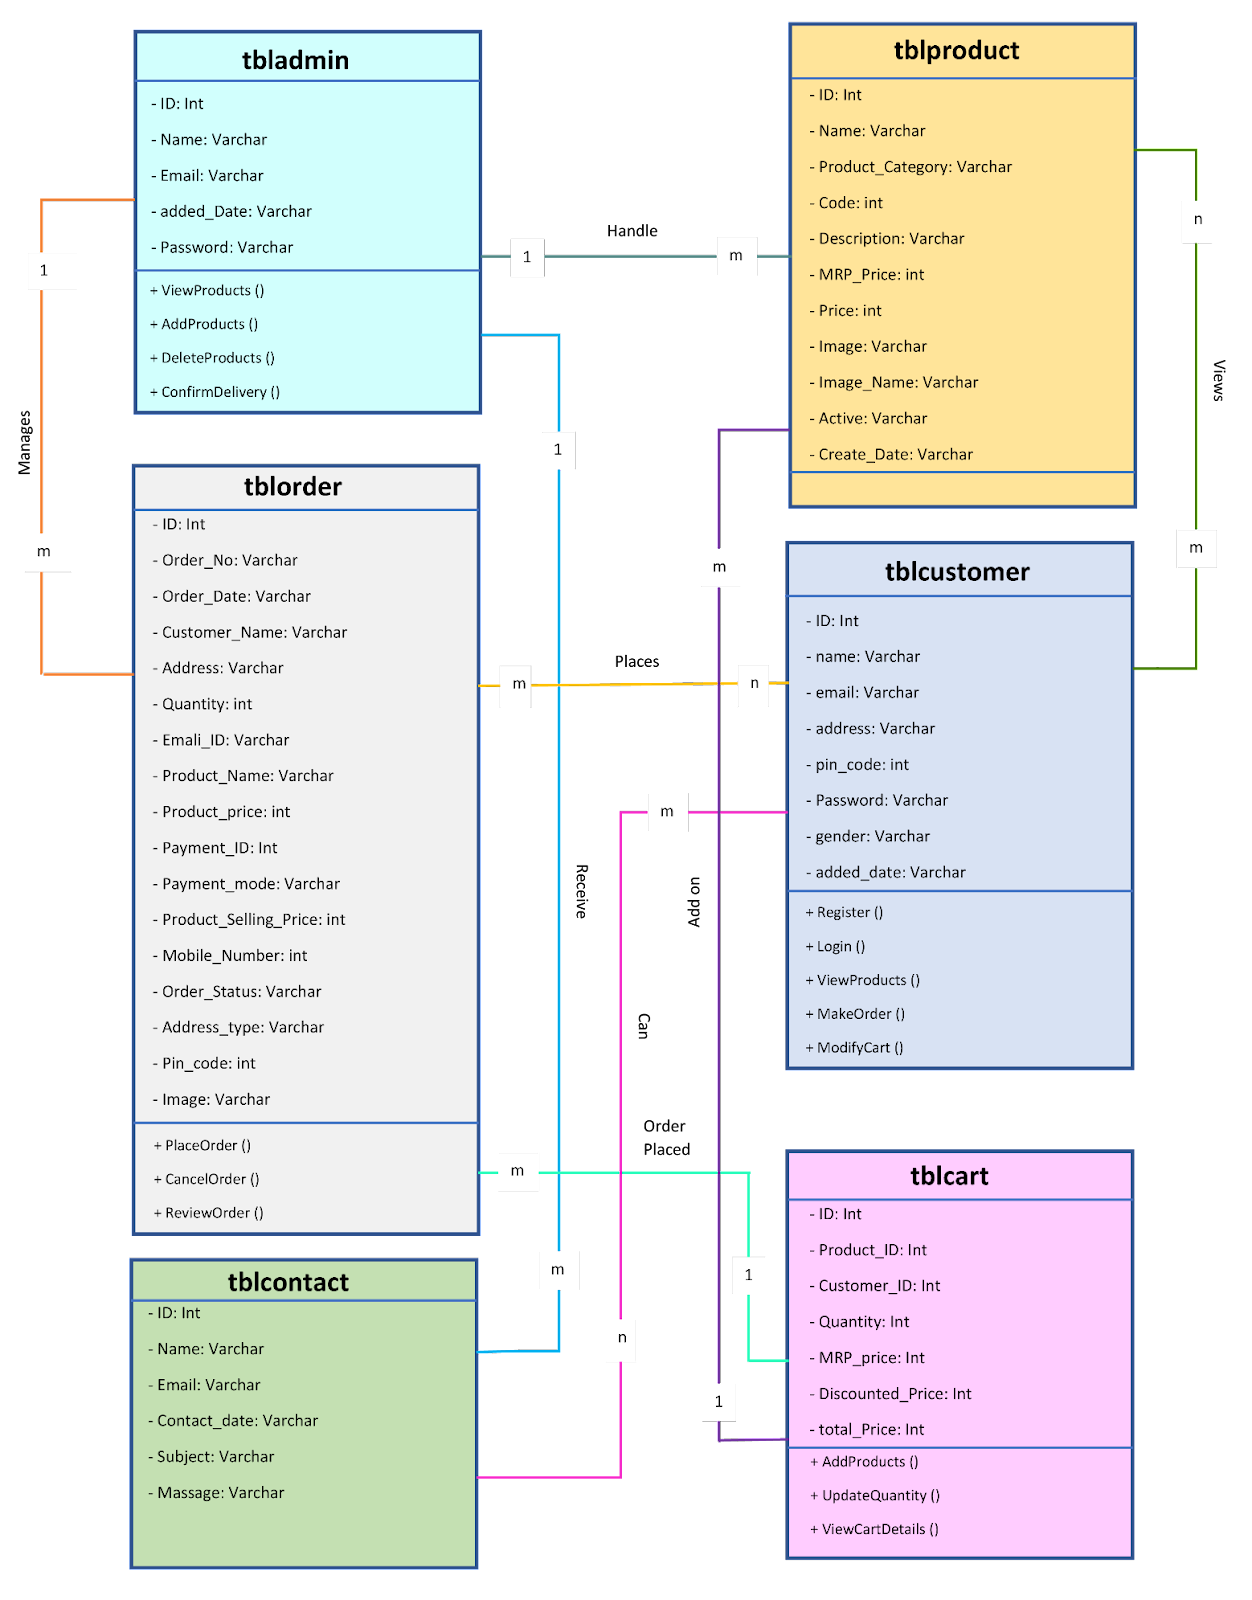 tbladmin
- ID: Int
- Name: Varchar
- Email: Varchar
- added_Date: Varchar
- Password: Varchar
+ ViewProducts ()
+ AddProducts ()
+ DeleteProducts ()
+ ConfirmDelivery ()
tblproduct
- ID: Int
- Name: Varchar
- Product_Category: Varchar
- Code: int
- Description: Varchar
- MRP_Price: int
- Price: int
- Image: Varchar
- Image_Name: Varchar
- Active: Varchar
- Create_Date: Varchar
Handle
1
m
n
Views
m
1
Manages
m
1
Receive
m
m
Add on
1
tblorder
- ID: Int
- Order_No: Varchar
- Order_Date: Varchar
- Customer_Name: Varchar
- Address: Varchar
- Quantity: int
- Emali_ID: Varchar
- Product_Name: Varchar
- Product_price: int
- Payment_ID: Int
- Payment_mode: Varchar
- Product_Selling_Price: int
- Mobile_Number: int
- Order_Status: Varchar
- Address_type: Varchar
- Pin_code: int
- Image: Varchar
+ PlaceOrder ()
+ CancelOrder ()
+ ReviewOrder ()
Places
m
n
tblcustomer
- ID: Int
- name: Varchar
- email: Varchar
- address: Varchar
- pin_code: int
- Password: Varchar
- gender: Varchar
- added_date: Varchar
+ Register ()
+ Login ()
+ ViewProducts ()
+ MakeOrder ()
+ ModifyCart ()
m
Can
n
Order
Placed
m
1
tblcontact
- ID: Int
- Name: Varchar
- Email: Varchar
- Contact_date: Varchar
- Subject: Varchar
- Massage: Varchar
tblcart
- ID: Int
- Product_ID: Int
- Customer_ID: Int
- Quantity: Int
- MRP_price: Int
- Discounted_Price: Int
- total_Price: Int
+ AddProducts ()
+ UpdateQuantity ()
+ ViewCartDetails ()